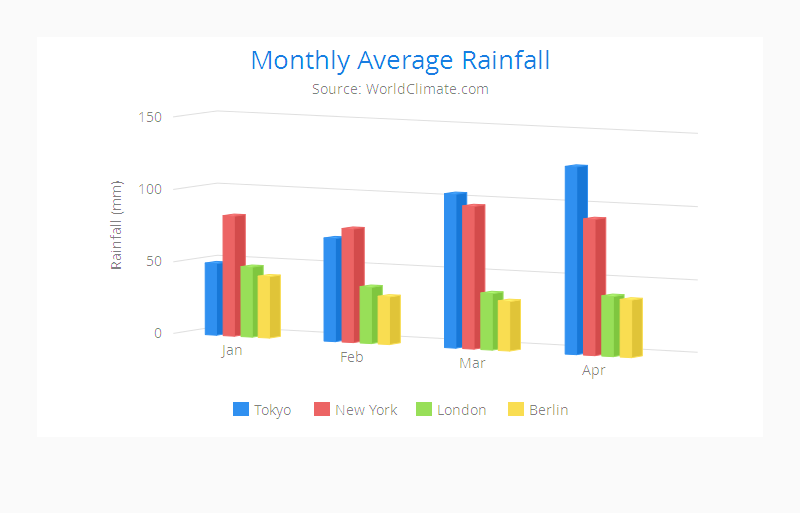 Monthly Average Rainfall
Source: WorldClimate.com
Rainfall (mm)
150
100
50
0
Jan
Feb
Mar
Apr
Tokyo
New York
London
Berlin